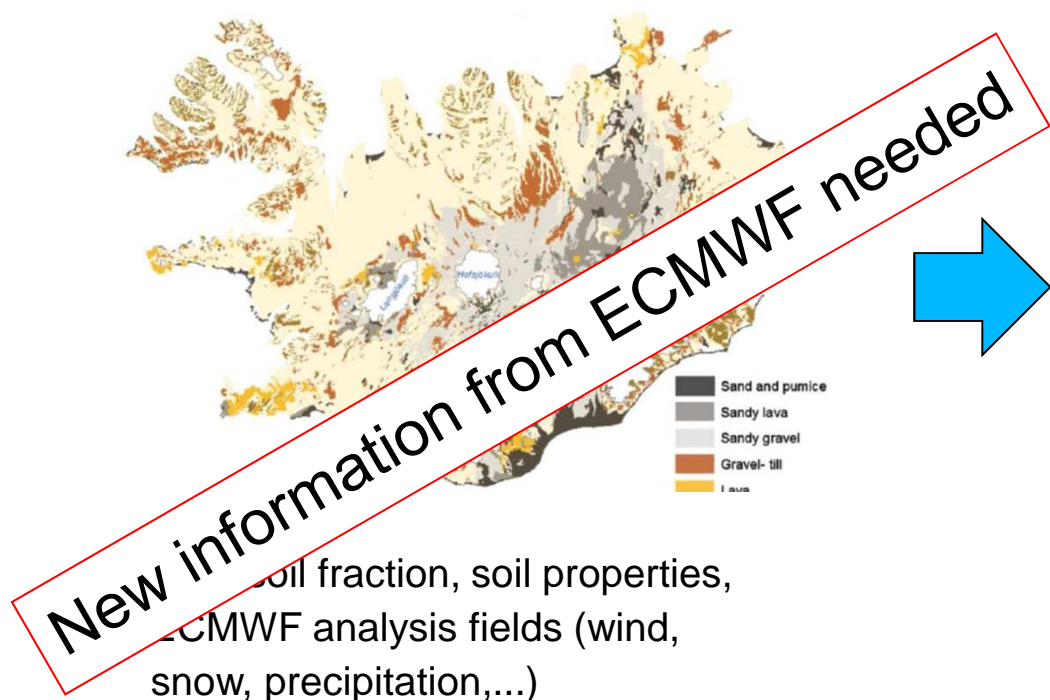 New information from ECMWF needed
Langjökull
Hofsjökull
Sand and pumice
Sandy lava
Sandy gravel
Gravel- till
Lava
soil fraction, soil properties,
ECMWF analysis fields (wind,
snow, precipitation,...)